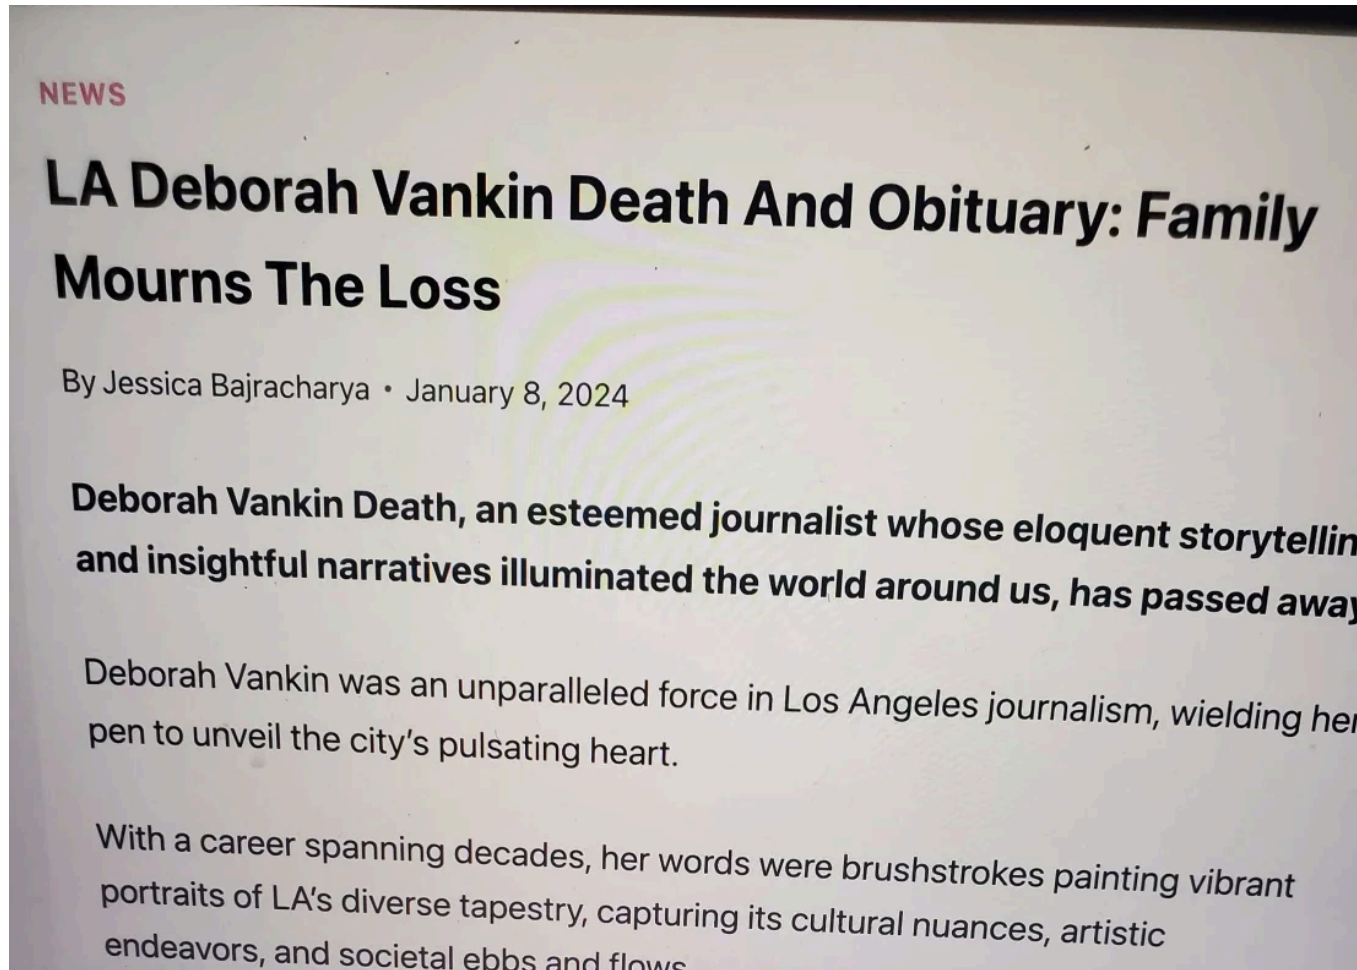 NEWS
LA Deborah Vankin Death And Obituary: Family
Mourns The Loss
By Jessica Bajracharya • January 8, 2024
Deborah Vankin Death, an esteemed journalist whose eloquent storytellin
and insightful narratives illuminated the world around us, has passed away
Deborah Vankin was an unparalleled force in Los Angeles journalism, wielding her
pen to unveil the city’s pulsating heart.
With a career spanning decades, her words were brushstrokes painting vibrant
portraits of LA’s diverse tapestry, capturing its cultural nuances, artistic
endeavors, and societal ebbs and flows